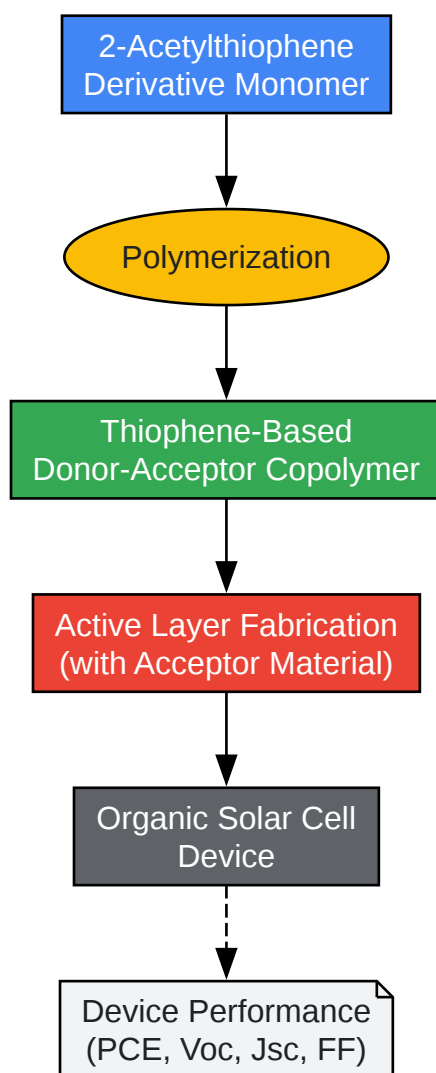 2-Acetylthiophene
Derivative Monomer
Polymerization
Thiophene-Based
Donor-Acceptor Copolymer
Active Layer Fabrication
(with Acceptor Material)
Organic Solar Cell
Device
Device Performance
(PCE, Voc, Jsc, FF)